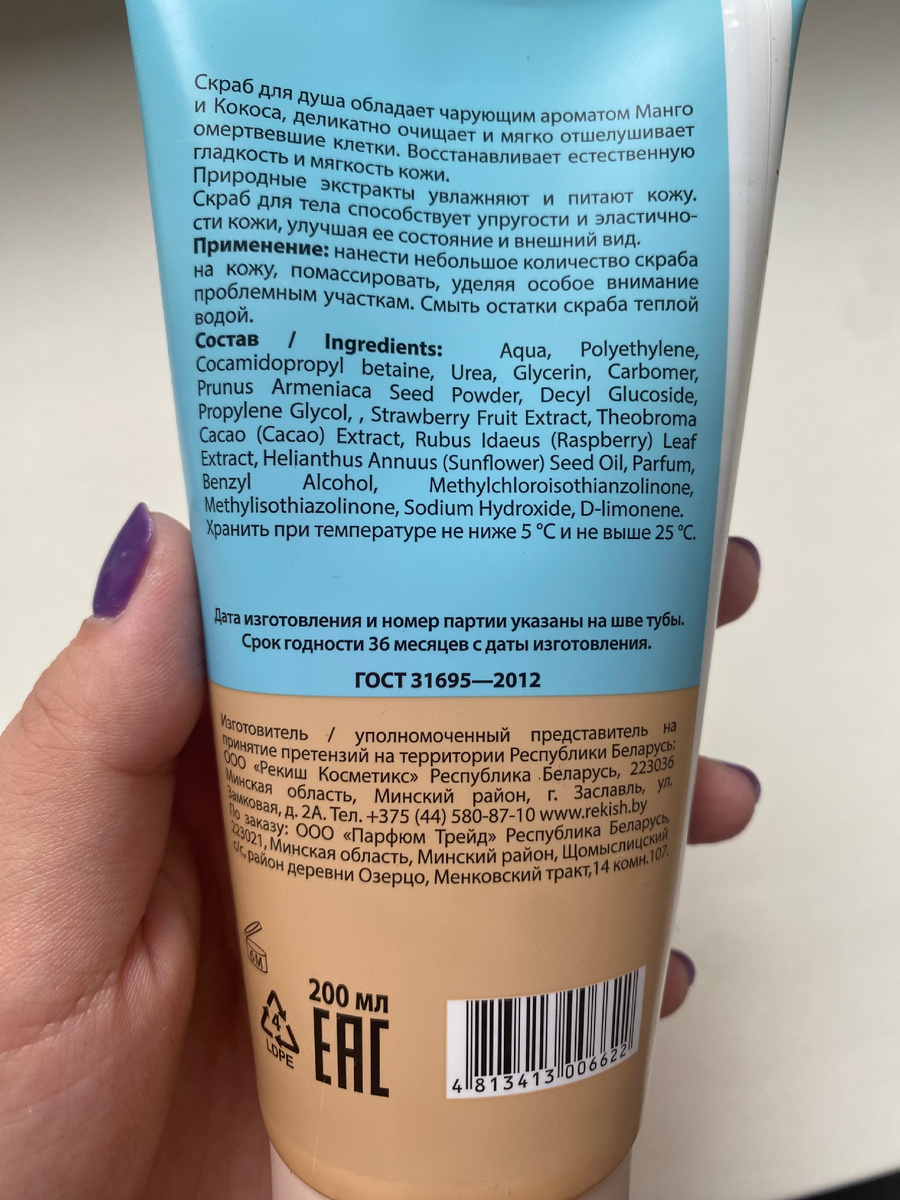 Скраб для душа обладает чарующим ароматом Манго
и Кокоса, деликатно очищает и мягко отшелушивает
омертвевшие клетки. Восстанавливает естественную
гладкость и мягкость кожи.
Природные экстракты увлажняют и питают кожу.
Скраб для тела способствует упругости и эластично-
сти кожи, улучшая ее состояние и внешний вид.
Применение: нанести небольшое количество скраба
на кожу, помассировать, уделяя особое внимание
проблемным участкам. Смыть остатки скраба теплой
водой.
Состав / Ingredients: Aqua, Polyethylene,
Cocamidopropyl betaine, Urea, Glycerin, Carbomer,
Prunus Armeniaca Seed Powder, Decyl Glucoside,
Propylene Glycol, , Strawberry Fruit Extract, Theobroma
Cacao (Cacao) Extract, Rubus Idaeus (Raspberry) Leaf
Extract, Helianthus Annuus (Sunflower) Seed Oil, Parfum,
Benzyl Alcohol, Methylchloroisothianzolinone,
Methylisothiazolinone, Sodium Hydroxide, D-limonene.
Хранить при температуре не ниже 5 °C и не выше 25 °C.
Дата изготовления и номер партии указаны на шве тубы.
Срок годности 36 месяцев с даты изготовления.
ГОСТ 31695—2012
Изготовитель / уполномоченный представитель на
принятие претензий на территории Республики Беларусь:
ООО «Рекиш Косметикс» Республика Беларусь, 223036
Минская область, Минский район, г. Заславль, ул.
Замковая, д. 2А. Тел. +375 (44) 580-87-10 www.rekish.by
По заказу: ООО «Парфюм Трейд» Республика Беларусь,
223021, Минская область, Минский район, Щомыслицкий
с/с, район деревни Озерцо, Менковский тракт,14 комн.107.
6M
200 мл
4
LDPE
EAC
4 813413 006622